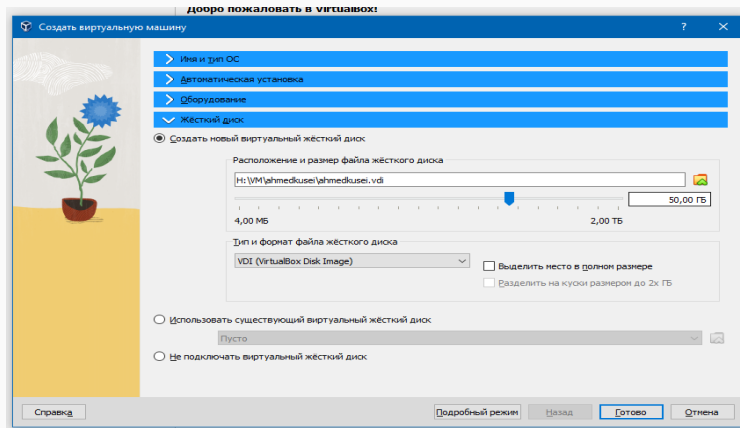 Добро пожаловать в VirtualBox!
Создать виртуальную машину
Имя и тип ОС
Автоматическая установка
Оборудование
Жёсткий диск
Создать новый виртуальный жёсткий диск
Расположение и размер файла жёсткого диска
H:\VM\ahmedkusei\ahmedkusei.vdi
50,00 ГБ
4,00 МБ 2,00 ТБ
Тип и формат файла жёсткого диска
VDI (VirtualBox Disk Image)
Выделить место в полном размере
Разделить на куски размером до 2х ГБ
Использовать существующий виртуальный жёсткий диск
Пусто
Не подключать виртуальный жёсткий диск
Справка Подробный режим Назад Готово Отмена